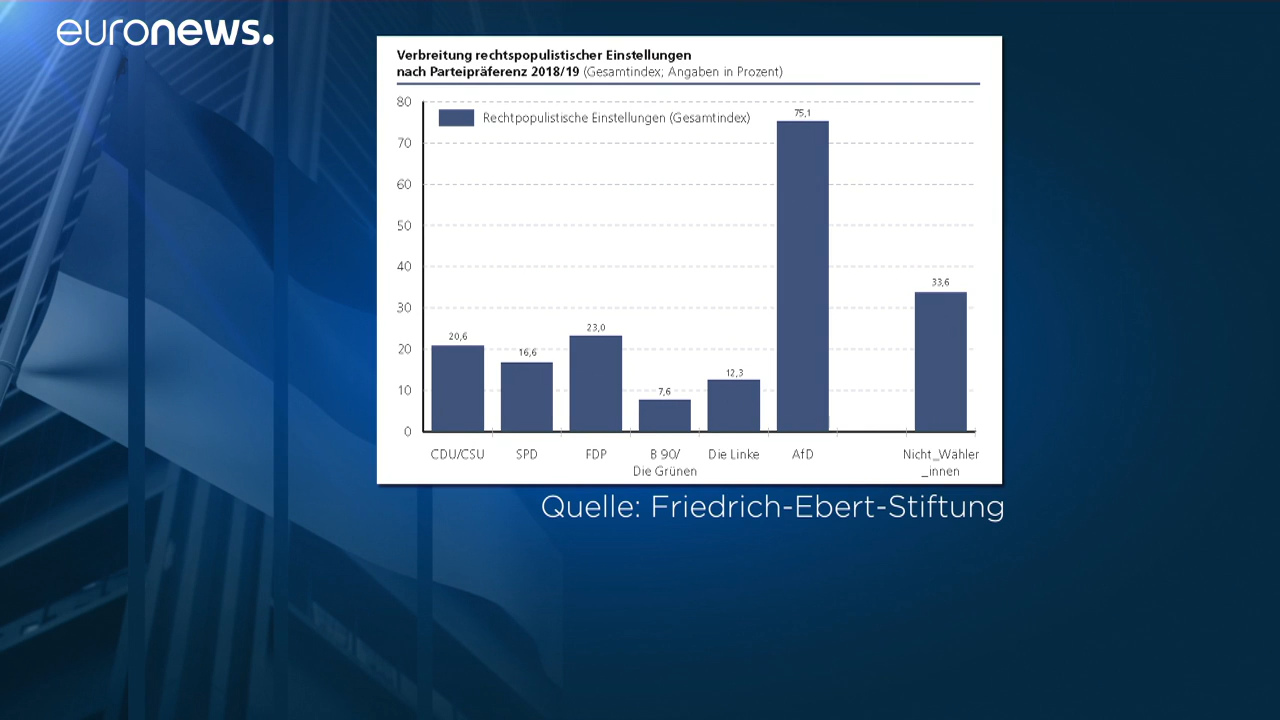 euronews.
Verbreitung rechtspopulistischer Einstellungen
nach Parteipräferenz 2018/19 (Gesamtindex; Angaben in Prozent)
80
Rechtpopulistische Einstellungen (Gesamtindex)
75,1
70
60
50
40
30
20
10
0
20,6
16,6
23,0
7,6
12,3
33,6
CDU/CSU
SPD
FDP
B 90/
Die Grünen
Die Linke
AfD
Nicht_Wähler
_innen
Quelle: Friedrich-Ebert-Stiftung